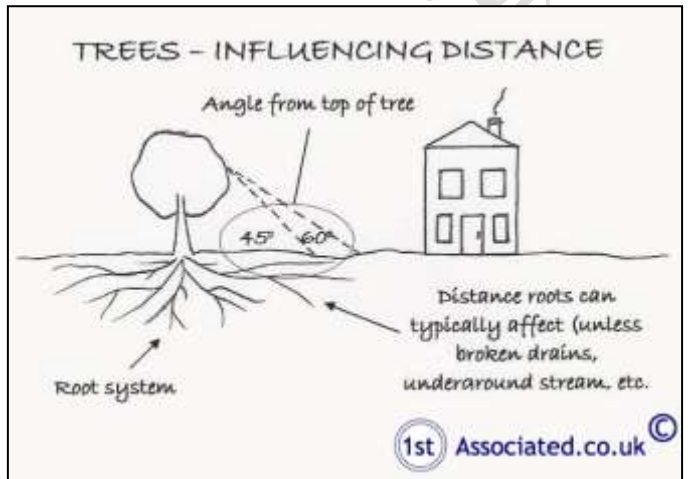 TREES – INFLUENCING DISTANCE
Angle from top of tree
45°
60°
Distance roots can
typically affect (unless
broken drains,
underaround stream, etc.
Root system
1st Associated.co.uk ©